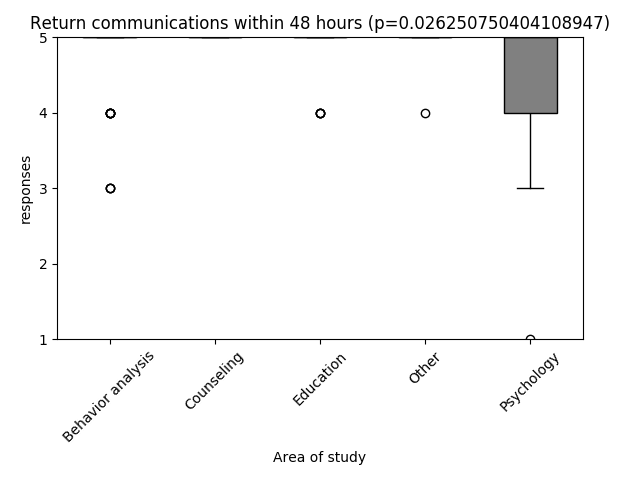 Return communications within 48 hours (p=0.026250750404108947)
5
4
3
2
1
responses
Behavior analysis
Counseling
Education
Other
Psychology
Area of study